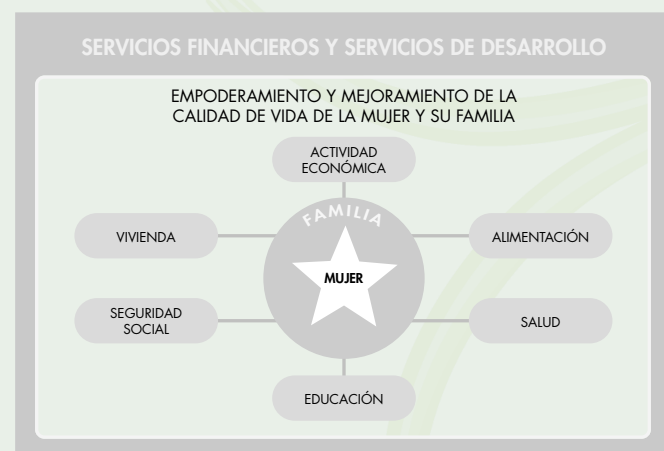 SERVICIOS FINANCIEROS Y SERVICIOS DE DESARROLLO
EMPODERAMIENTO Y MEJORAMIENTO DE LA
CALIDAD DE VIDA DE LA MUJER Y SU FAMILIA
ACTIVIDAD
ECONÓMICA
FAMILIA
VIVIENDA
ALIMENTACIÓN
MUJER
SEGURIDAD
SOCIAL
SALUD
EDUCACIÓN